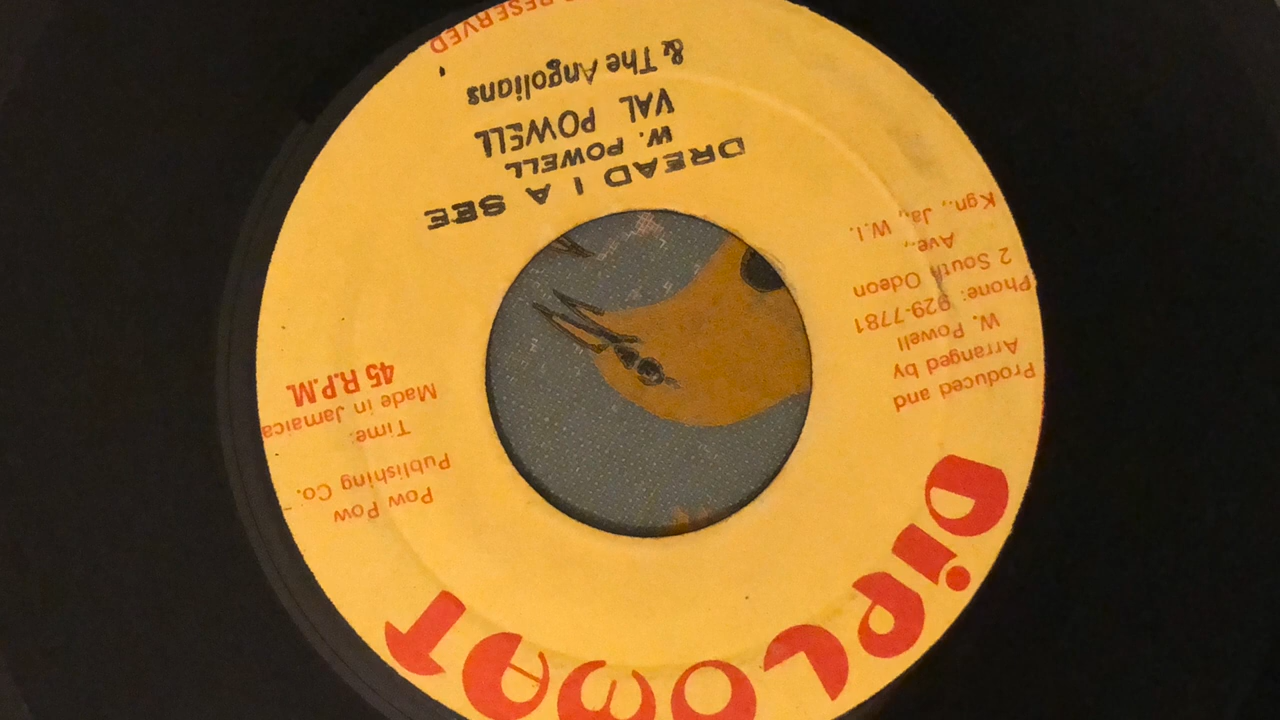 DiPLOMAT
Produced and
Arranged by
W. Powell
Phone: 929-7781
2 South Odeon
Ave.,
Kgn., Ja., W.I.
Pow Pow
Publishing Co.
Time:
Made in Jamaica
45 R.P.M.
DREAD I A SEE
W. POWELL
VAL POWELL
& The Angolians
RESERVED